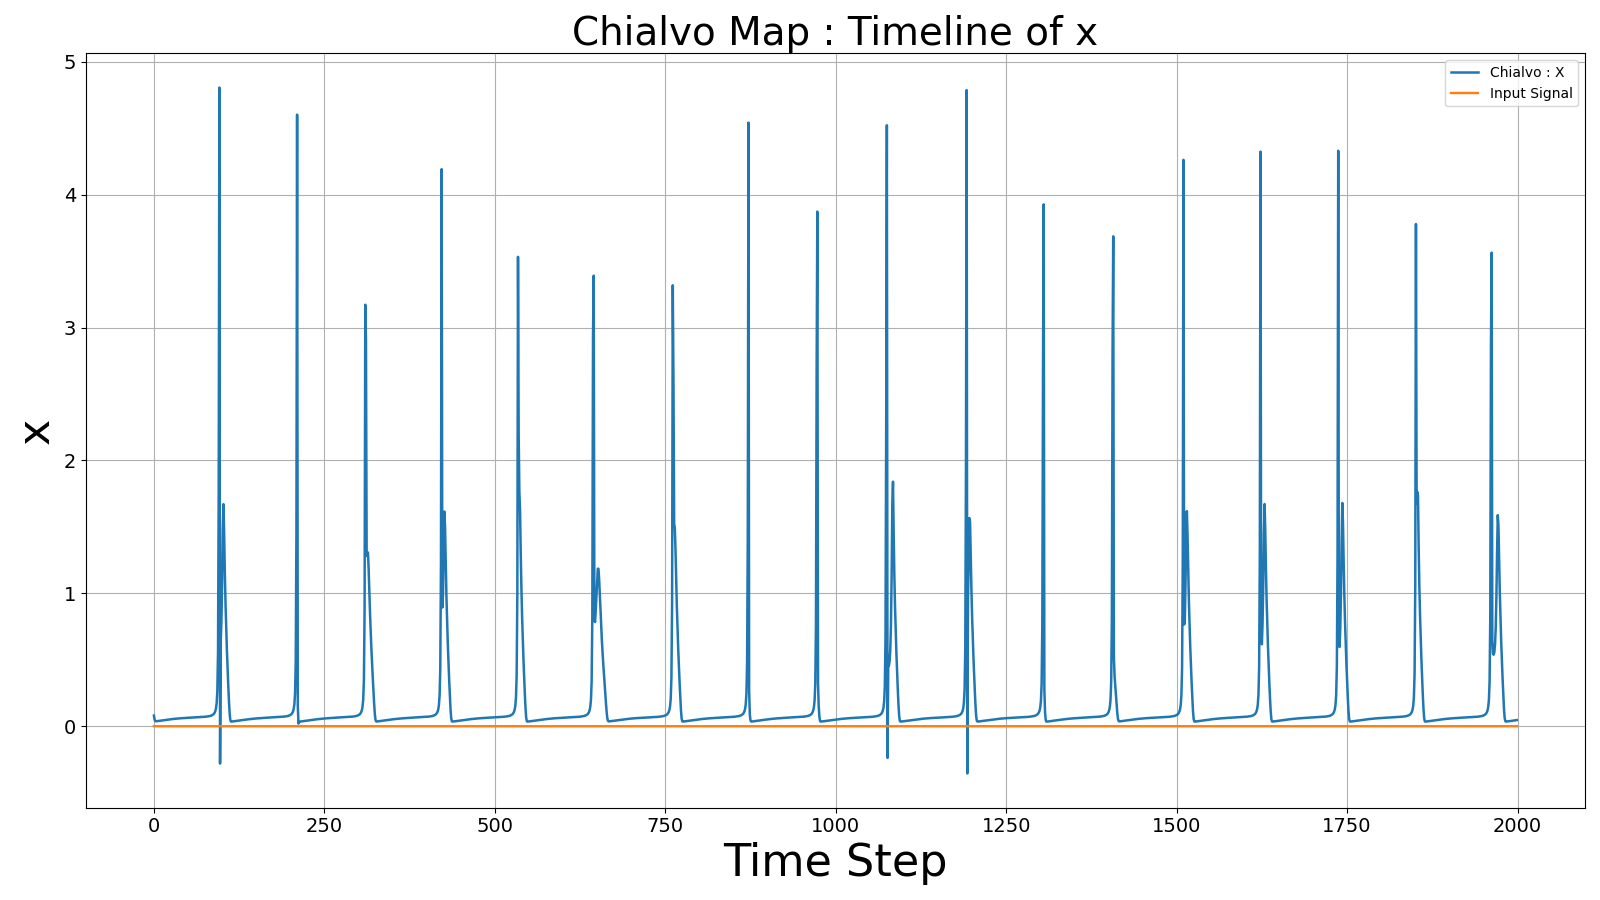 Chialvo Map : Timeline of x
Chialvo : X
Input Signal
5
4
3
2
1
0
x
0 250 500 750 1000 1250 1500 1750 2000
Time Step